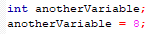 int anotherVariable;
anotherVariable = 8;